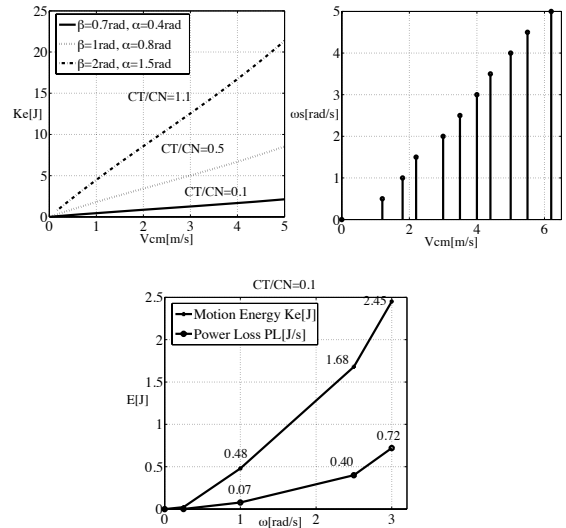 25
20
15
10
5
0
Ke[J]
β=0.7rad, α=0.4rad
β=1rad, α=0.8rad
β=2rad, α=1.5rad
CT/CN=1.1
CT/CN=0.5
CT/CN=0.1
0 1 2 3 4 5
Vcm[m/s]
5
4
3
2
1
0
ωs[rad/s]
0 2 4 6
Vcm[m/s]
CT/CN=0.1
2.5
2
1.5
1
0.5
0
E[J]
Motion Energy Ke[J]
Power Loss PL[J/s]
2.45
1.68
0.48
0.72
0.40
0.07
0 1 2 3
ω[rad/s]